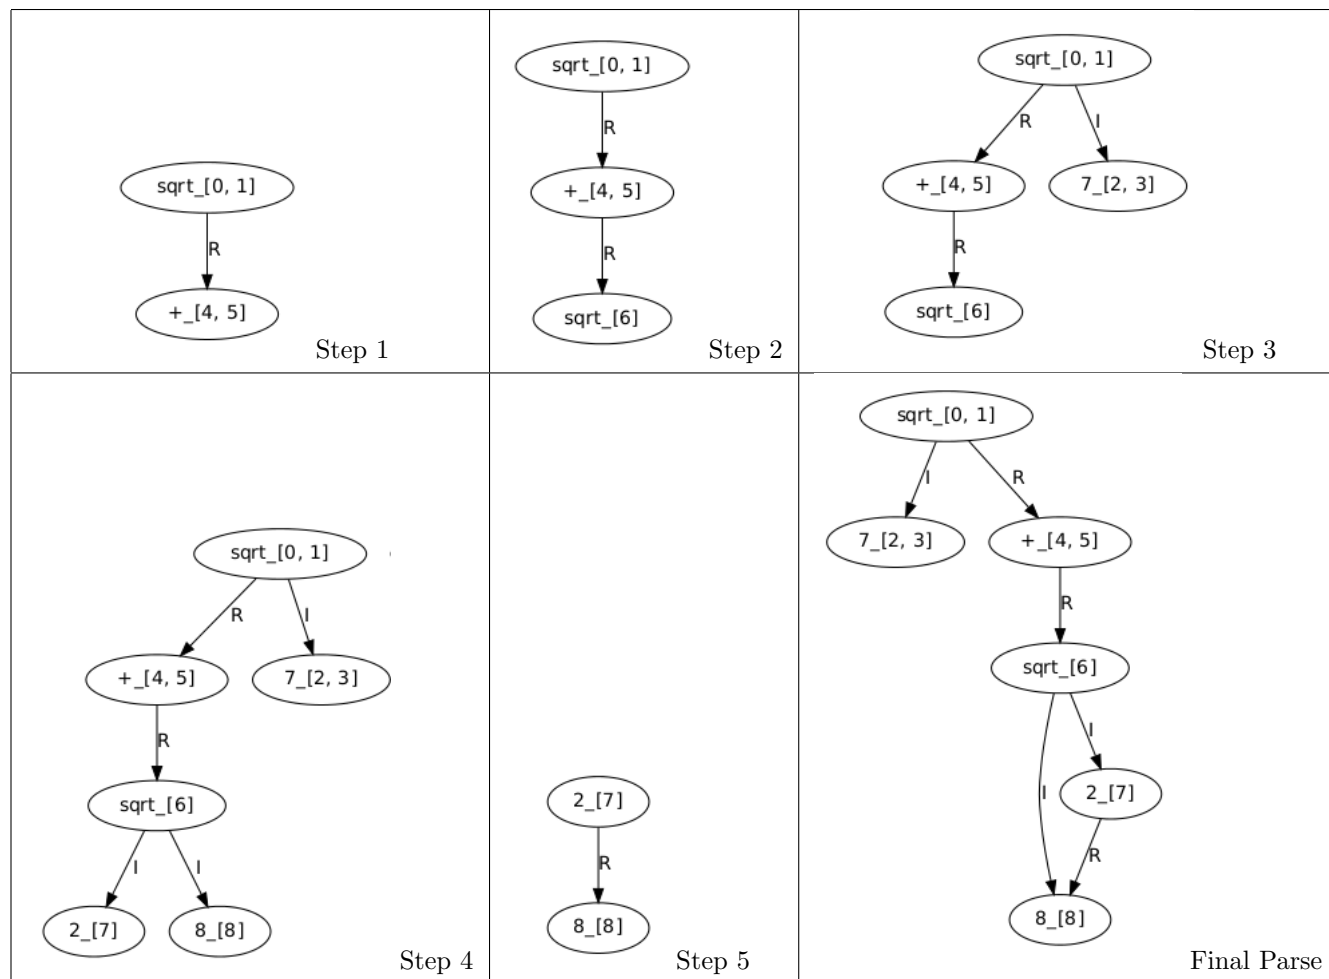 sqrt_[0, 1]
R
+_[4, 5]
Step 1
sqrt_[0, 1]
R
+_[4, 5]
R
sqrt_[6]
Step 2
sqrt_[0, 1]
R I
+_[4, 5] 7_[2, 3]
R
sqrt_[6]
Step 3
sqrt_[0, 1]
R I
+_[4, 5] 7_[2, 3]
R
sqrt_[6]
I I
2_[7] 8_[8]
Step 4
2_[7]
R
8_[8]
Step 5
sqrt_[0, 1]
I R
7_[2, 3] +_[4, 5]
R
sqrt_[6]
I
I 2_[7]
R
8_[8]
Final Parse